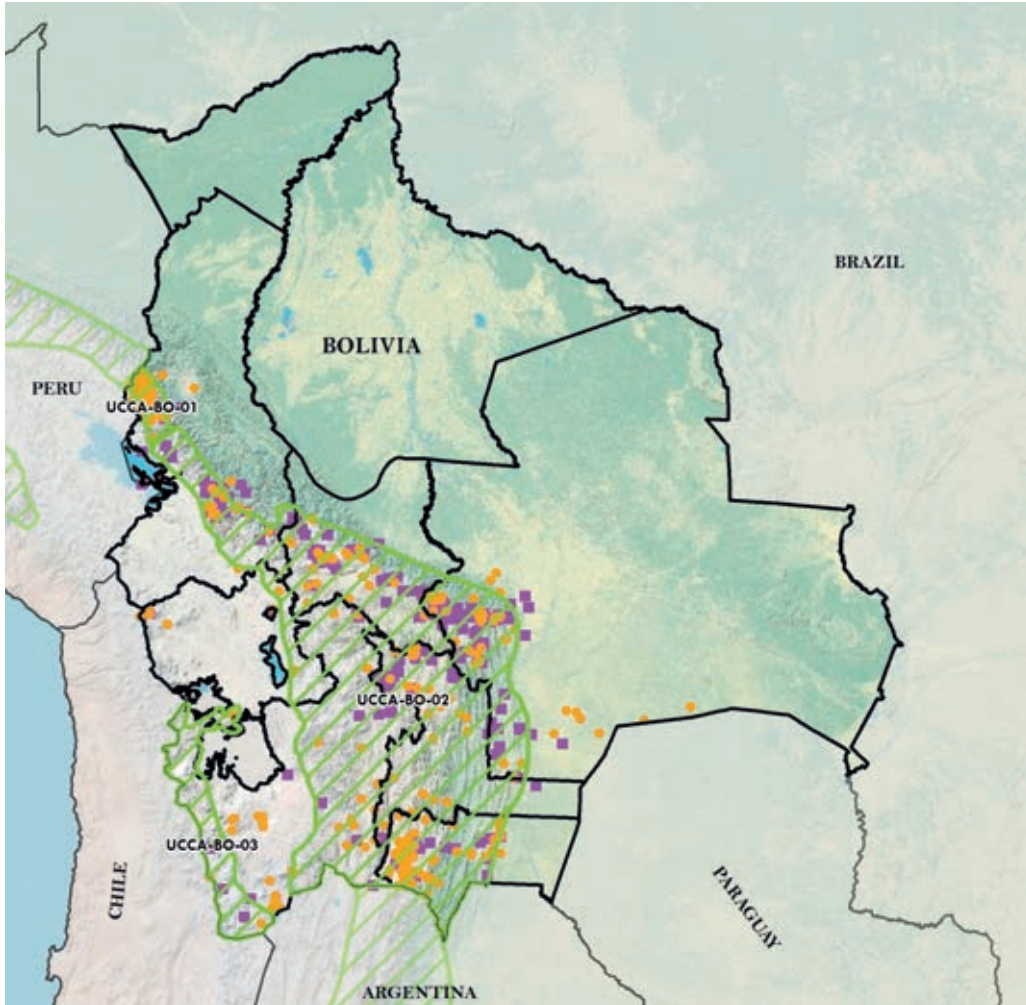 BRAZIL
BOLIVIA
PERU
UCCA-BO-01
UCCA-BO-02
UCCA-BO-03
CHILE
PARAGUAY
ARGENTINA